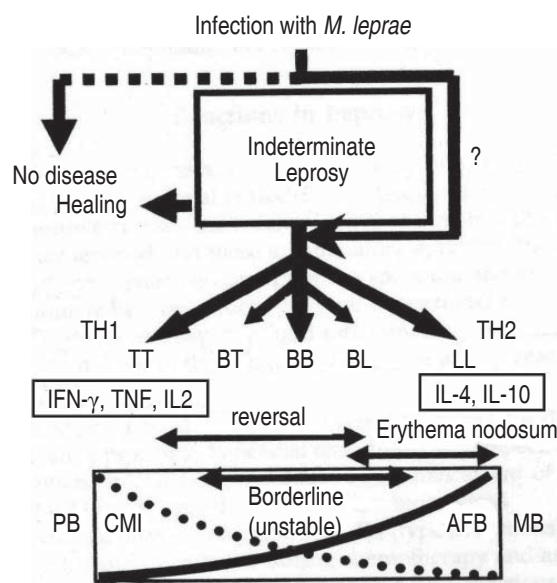 Infection with M. leprae
Indeterminate
Leprosy
?
No disease
Healing
TH1
TH2
TT
BT
BB
BL
LL
IFN-γ, TNF, IL2
IL-4, IL-10
reversal
Erythema nodosum
Borderline
(unstable)
PB
CMI
AFB
MB